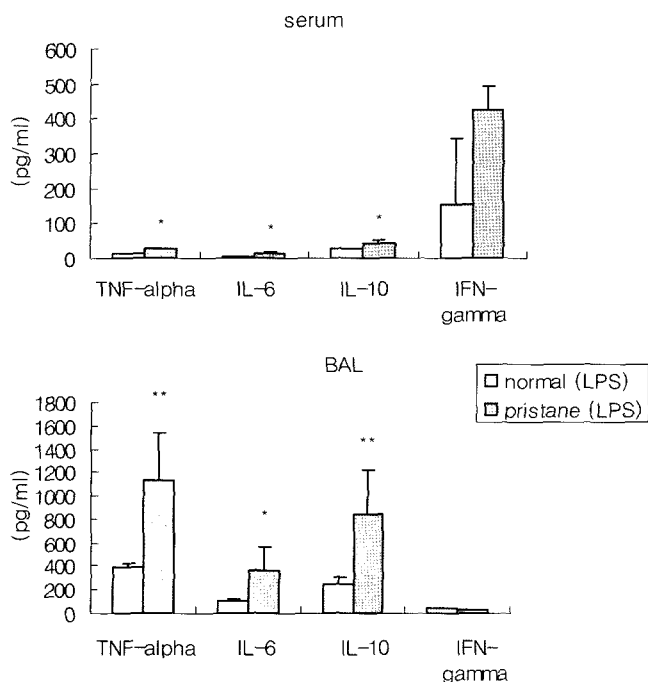 serum
600
500
400
300
200
100
0
(pg/ml)
*
*
*
TNF-alpha IL-6 IL-10 IFN-
gamma
BAL
normal (LPS)
pristane (LPS)
1800
1600
1400
1200
1000
800
600
400
200
0
(pg/ml)
**
*
**
TNF-alpha IL-6 IL-10 IFN-
gamma